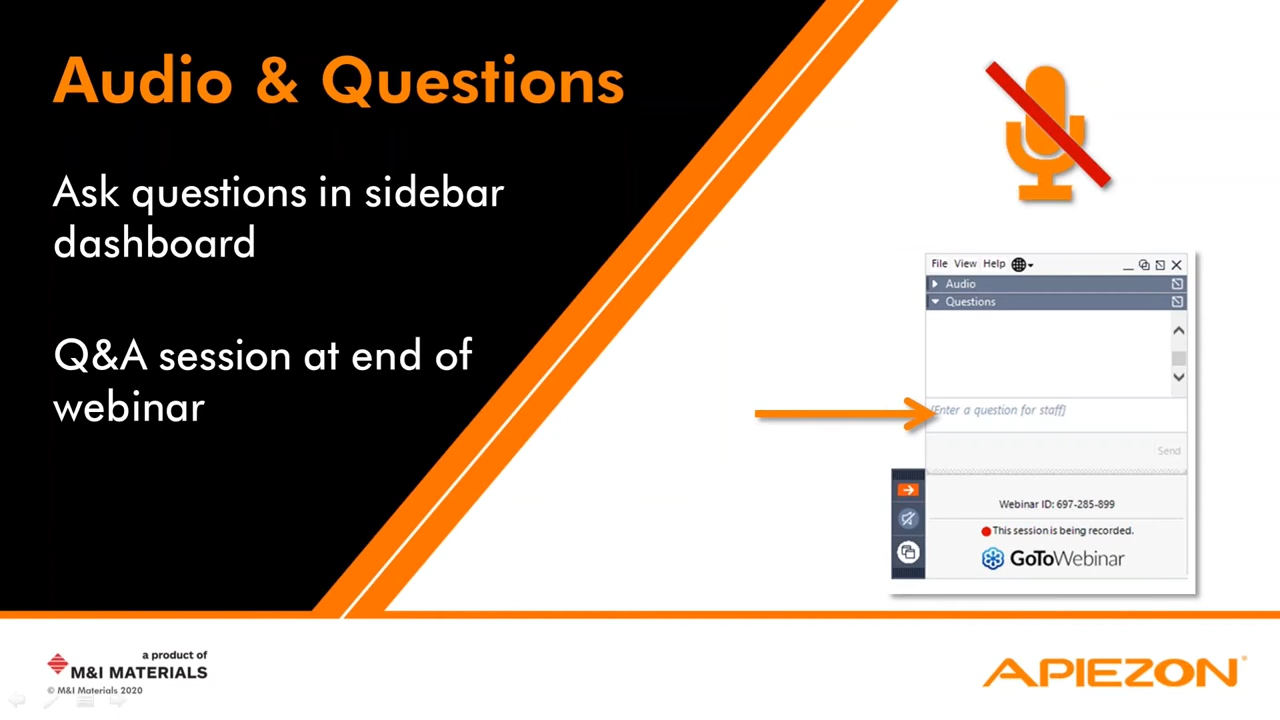 Audio & Questions
Ask questions in sidebar
dashboard
Q&A session at end of
webinar
File View Help
Audio
Questions
[Enter a question for staff]
Send
Webinar ID: 697-285-899
This session is being recorded.
GoToWebinar
a product of
M&I MATERIALS
© M&I Materials 2020
APIEZON®